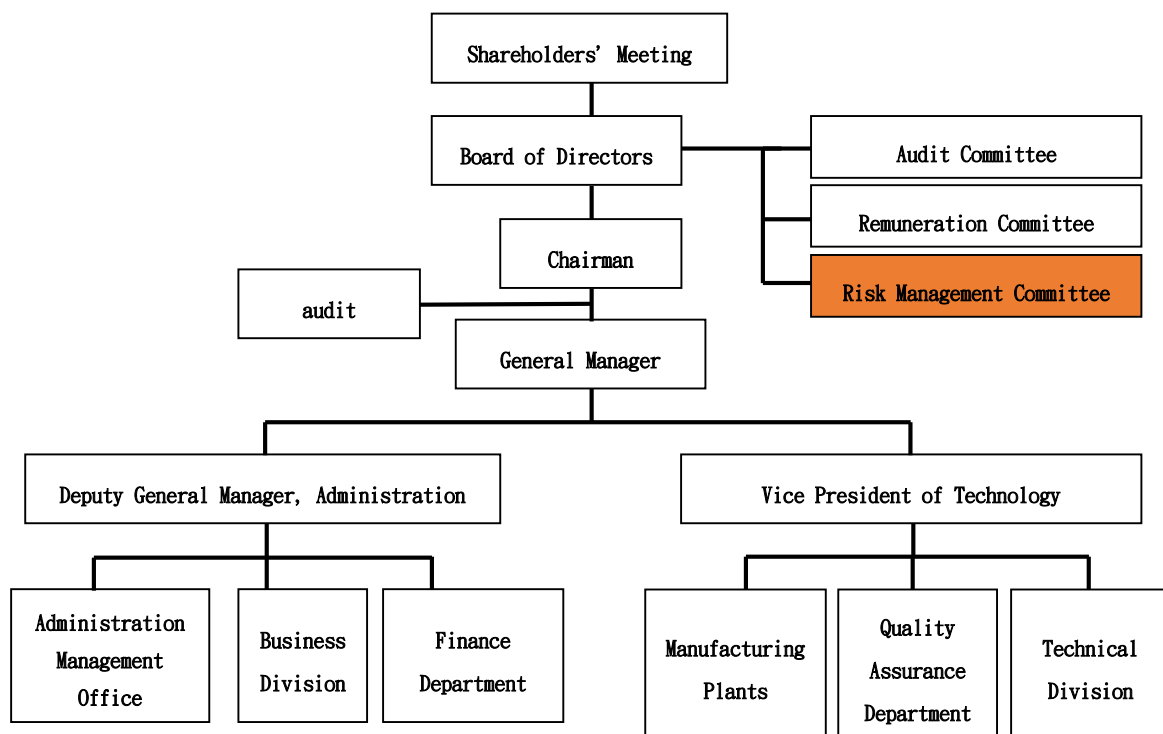 Shareholders' Meeting
Board of Directors
Audit Committee
Remuneration Committee
Chairman
Risk Management Committee
audit
General Manager
Deputy General Manager, Administration
Vice President of Technology
Administration
Management
Office
Business
Division
Finance
Department
Manufacturing
Plants
Quality
Assurance
Department
Technical
Division